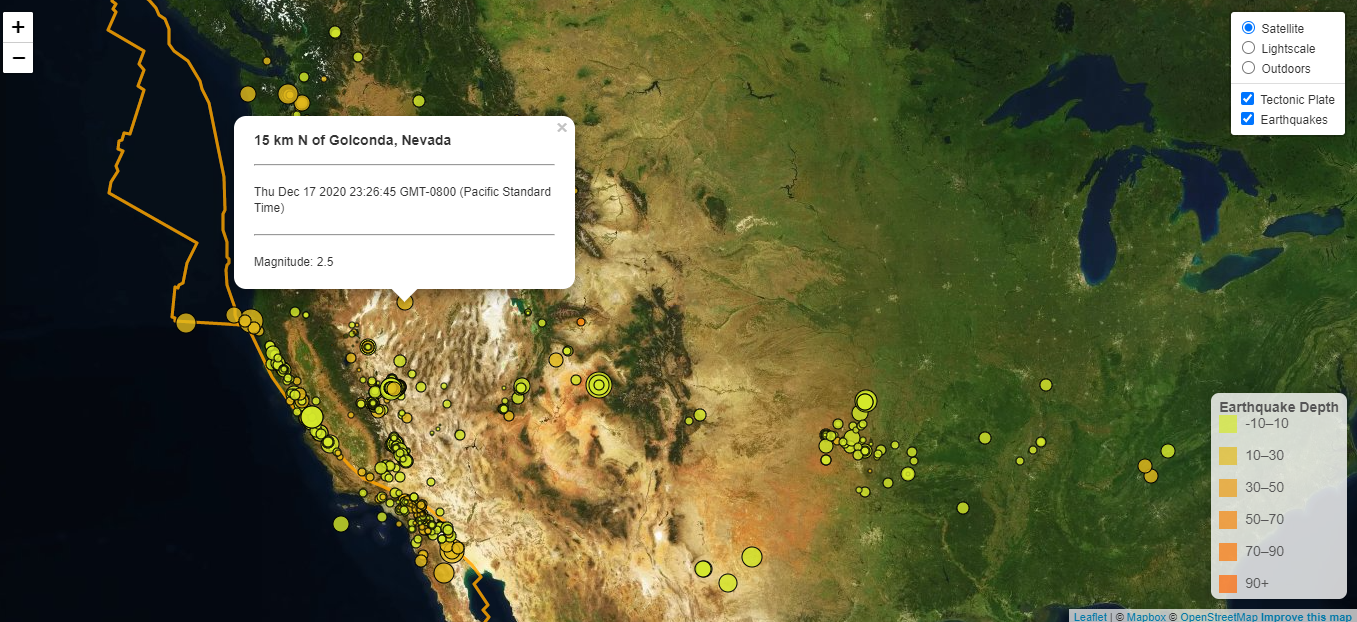 +
−
Satellite
Lightscale
Outdoors
Tectonic Plate
Earthquakes
×
15 km N of Golconda, Nevada
Thu Dec 17 2020 23:26:45 GMT-0800 (Pacific Standard
Time)
Magnitude: 2.5
Earthquake Depth
-10–10
10–30
30–50
50–70
70–90
90+
Leaflet | © Mapbox © OpenStreetMap Improve this map